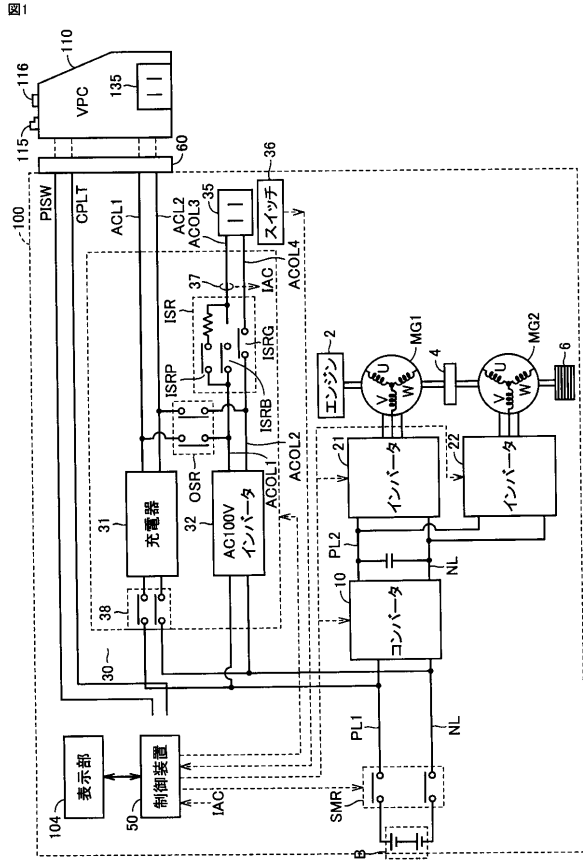 図1
110
116
115
VPC
135
60
100
PISW
CPLT
ACL1
ACL2
ACOL3
35
36
スイッチ
ISR
37
IAC
ACOL4
ISRP
ISRG
ISRB
OSR
ACOL1
ACOL2
31
充電器
32
AC100V
インバータ
38
30
2
エンジン
MG1
U
V
W
4
MG2
U
V
W
6
21
インバータ
22
インバータ
PL2
NL
10
コンバータ
PL1
NL
104
表示部
50
制御装置
IAC
SMR
B